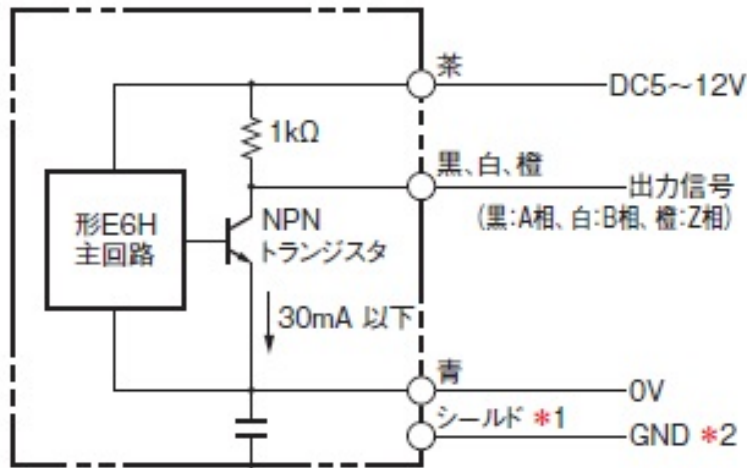 茶
DC5～12V
1kΩ
黒、白、橙
出力信号
(黒:A相、白:B相、橙:Z相)
形E6H
主回路
NPN
トランジスタ
30mA 以下
青
0V
シールド *1
GND *2